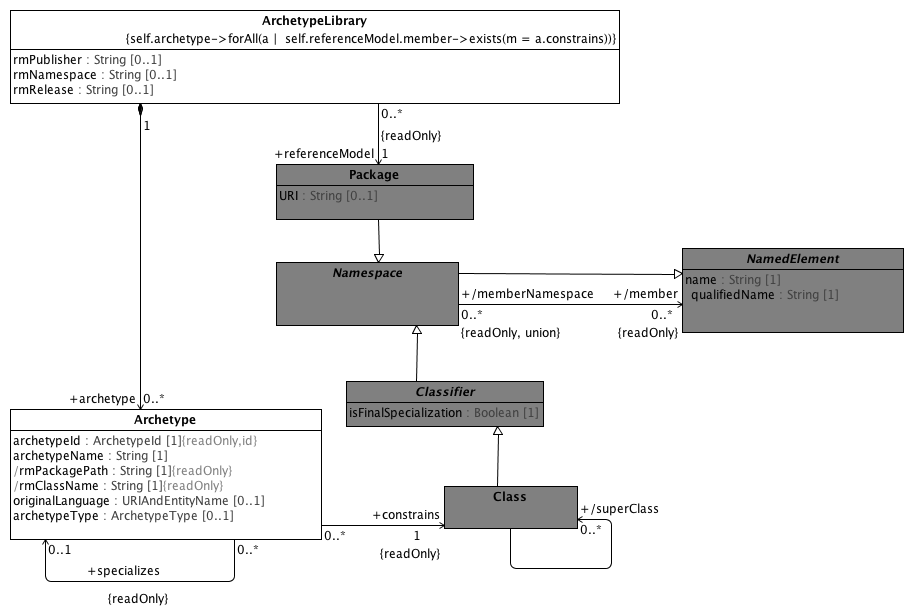 ArchetypeLibrary
{self.archetype->forAll(a | self.referenceModel.member->exists(m = a.constrains))}
rmPublisher : String [0..1]
rmNamespace : String [0..1]
rmRelease : String [0..1]
1
0..*
{readOnly}
+referenceModel 1
Package
URI : String [0..1]
Namespace
NamedElement
name : String [1]
qualifiedName : String [1]
+/memberNamespace +/member
0..* 0..*
{readOnly, union} {readOnly}
Classifier
isFinalSpecialization : Boolean [1]
+archetype 0..*
Archetype
archetypeId : ArchetypeId [1]{readOnly,id}
archetypeName : String [1]
/rmPackagePath : String [1]{readOnly}
/rmClassName : String [1]{readOnly}
originalLanguage : URIAndEntityName [0..1]
archetypeType : ArchetypeType [0..1]
Class
+constrains
0..* 1
{readOnly}
+/superClass
0..*
0..1 0..*
+specializes
{readOnly}